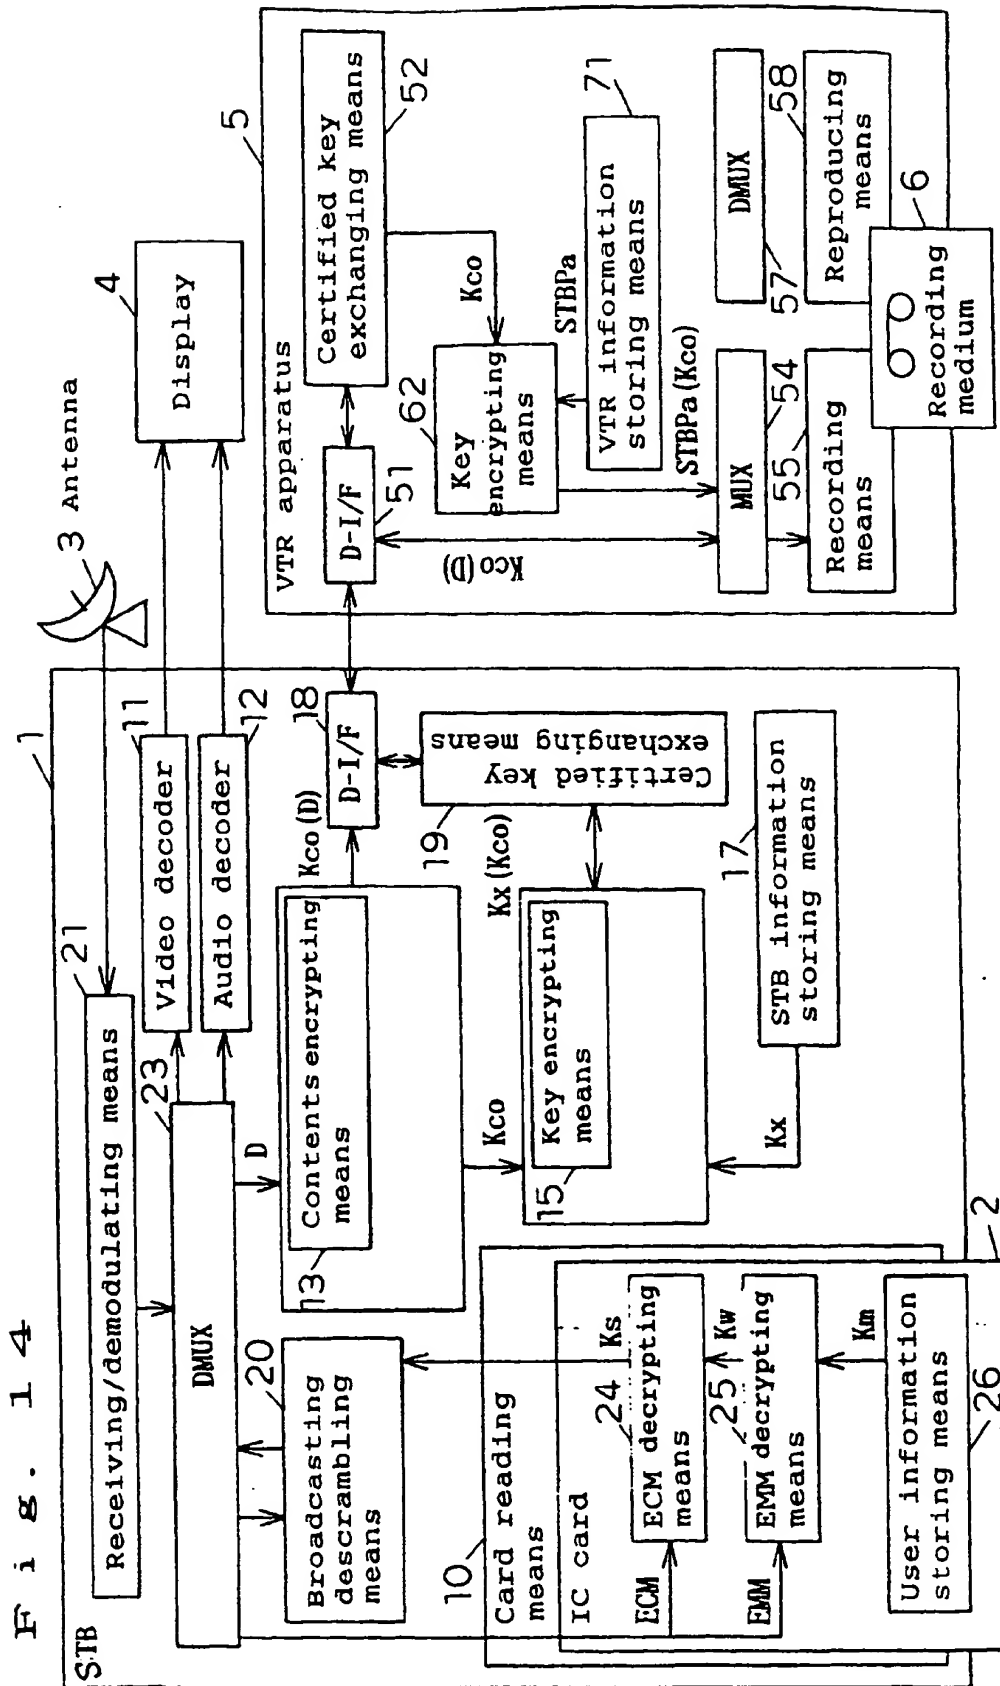 Fig. 14
STB
1
Receiving/demodulating means
21
3 Antenna
DMUX
23
Video decoder
11
Audio decoder
12
4
Display
Broadcasting
descrambling
means
20
D
Contents encrypting
means
13
Kco(D)
D-I/F
18
Kco
Key encrypting
means
15
Kx(Kco)
Certified key
exchanging means
19
Kx
STB information
storing means
17
10
Card reading
means
IC card
2
ECM
EMM
Ks
24
ECM decrypting
means
Kw
25
EMM decrypting
means
Km
User information
storing means
26
5
VTR apparatus
D-I/F
51
Certified key
exchanging means
52
Kco
62
Key
encrypting
means
STBPa
VTR information
storing means
71
Kco(D)
STBPa(Kco)
MUX
54
55
Recording
means
DMUX
57
58
Reproducing
means
6
Recording
medium